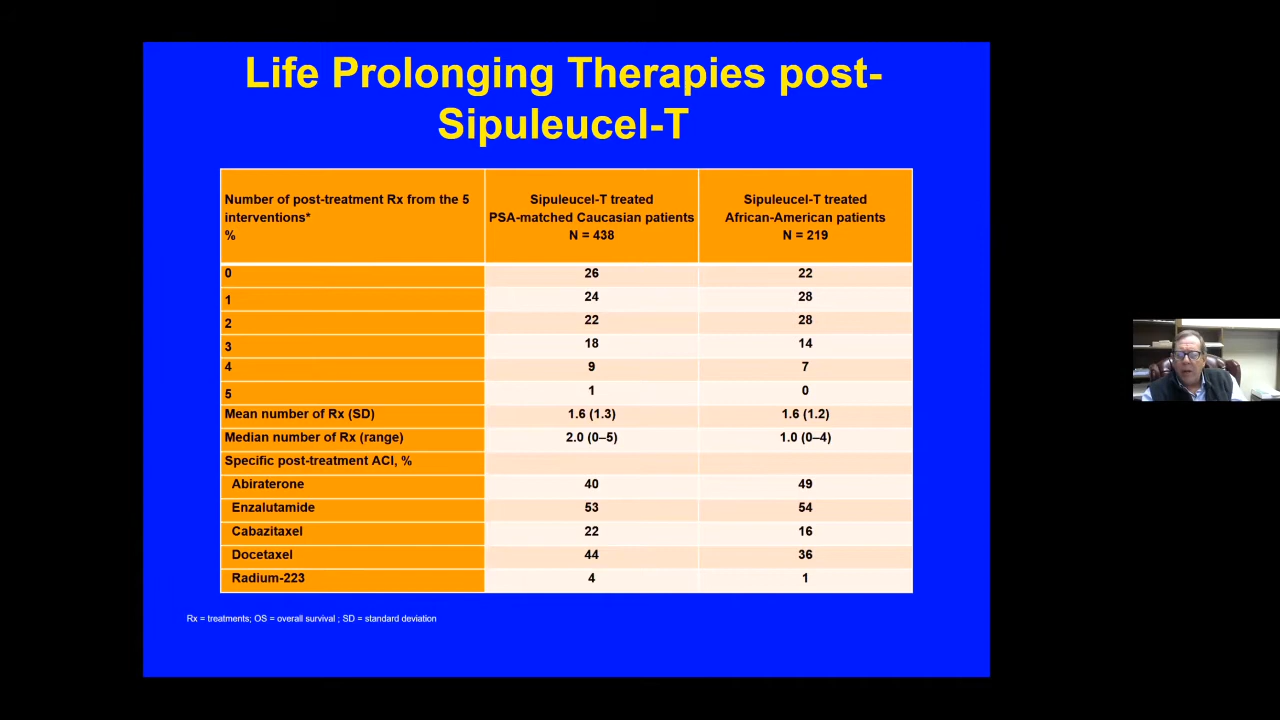 Life Prolonging Therapies post-
Sipuleucel-T
Number of post-treatment Rx from the 5 interventions*
%
Sipuleucel-T treated
PSA-matched Caucasian patients
N = 438
Sipuleucel-T treated
African-American patients
N = 219
0 26 22
1 24 28
2 22 28
3 18 14
4 9 7
5 1 0
Mean number of Rx (SD) 1.6 (1.3) 1.6 (1.2)
Median number of Rx (range) 2.0 (0–5) 1.0 (0–4)
Specific post-treatment ACI, %
Abiraterone 40 49
Enzalutamide 53 54
Cabazitaxel 22 16
Docetaxel 44 36
Radium-223 4 1
Rx = treatments; OS = overall survival ; SD = standard deviation